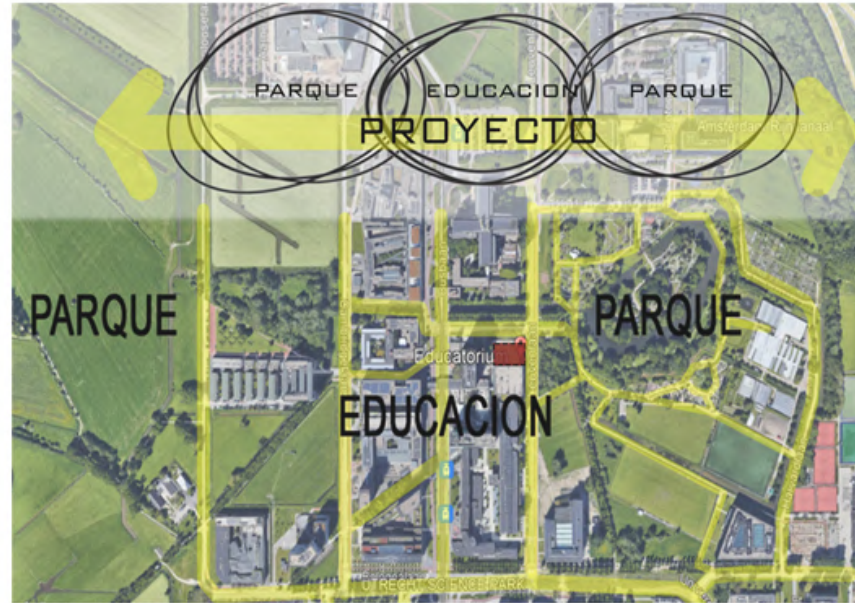 PARQUE EDUCACION PARQUE
PROYECTO
Amsterdam Rijnkanaal
PARQUE
PARQUE
Educatorium
EDUCACION
UTRECHT SCIENCE PARK